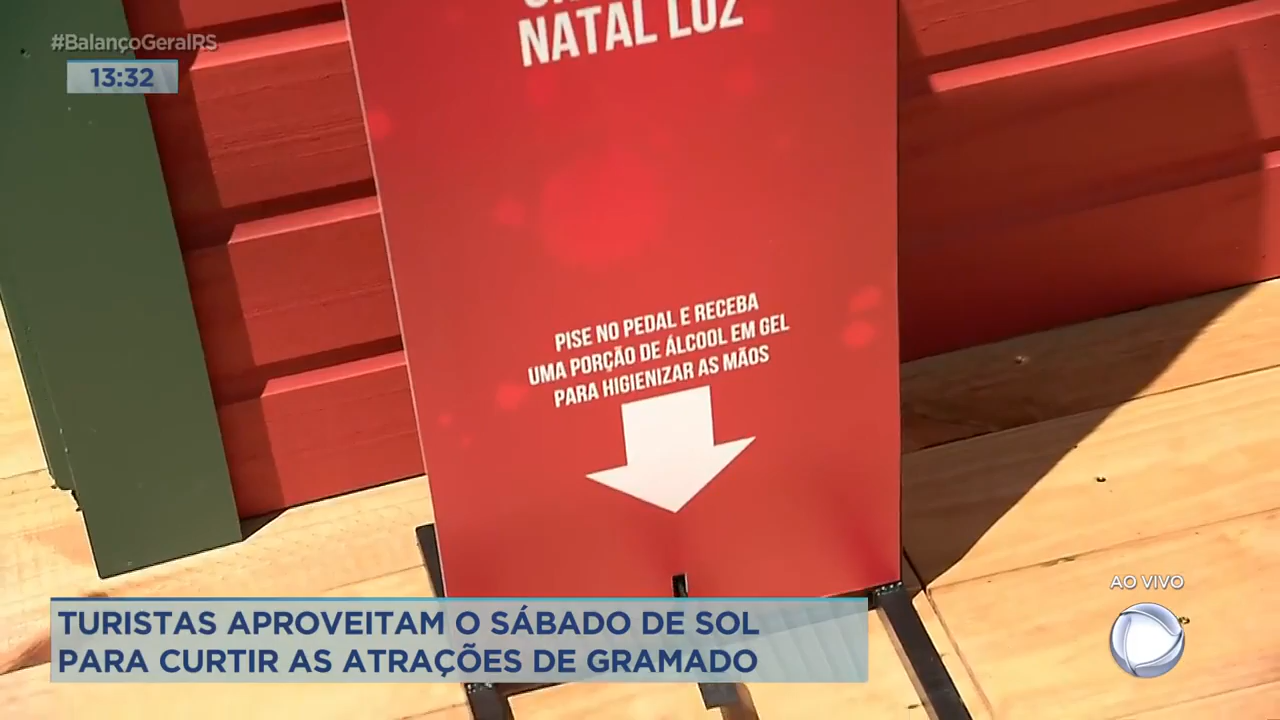 #BalançoGeralRS
13:32
NATAL LUZ
PISE NO PEDAL E RECEBA
UMA PORÇÃO DE ÁLCOOL EM GEL
PARA HIGIENIZAR AS MÃOS
AO VIVO
TURISTAS APROVEITAM O SÁBADO DE SOL
PARA CURTIR AS ATRAÇÕES DE GRAMADO